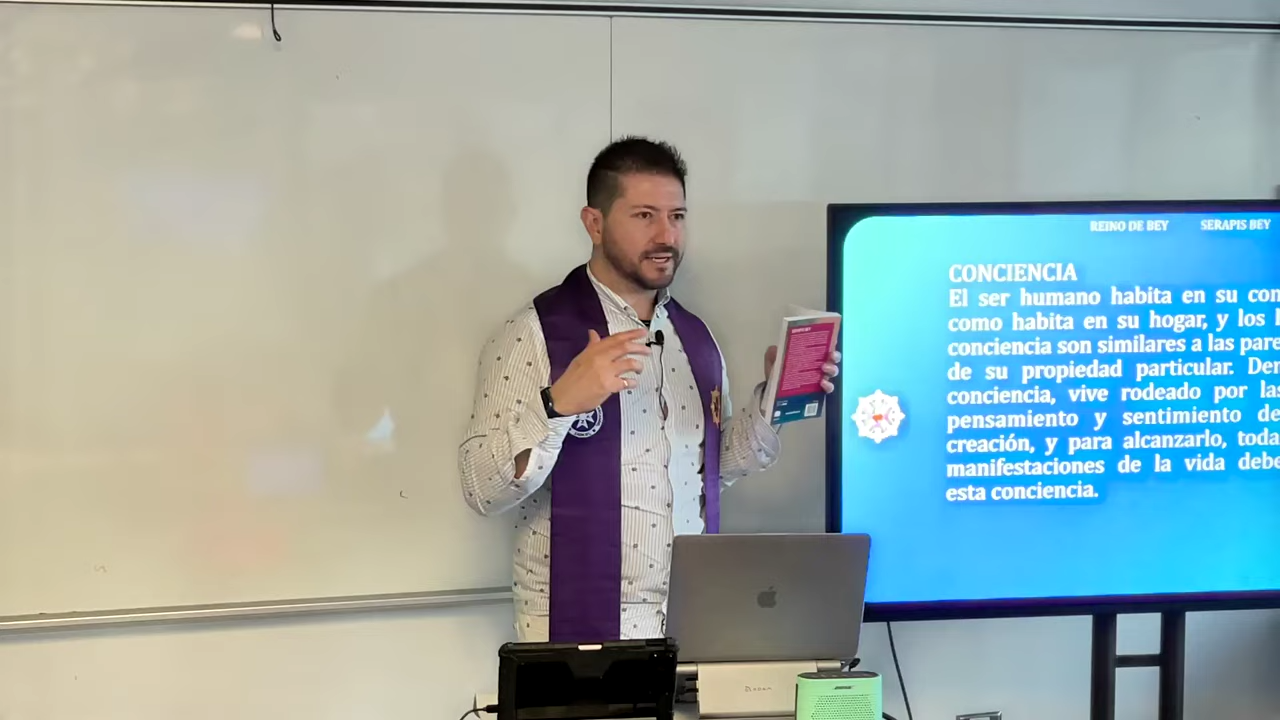 REINO DE BEY SERAPIS BEY
CONCIENCIA
El ser humano habita en su con
como habita en su hogar, y los
conciencia son similares a las pare
de su propiedad particular. Den
conciencia, vive rodeado por las
pensamiento y sentimiento de
creación, y para alcanzarlo, toda
manifestaciones de la vida debe
esta conciencia.